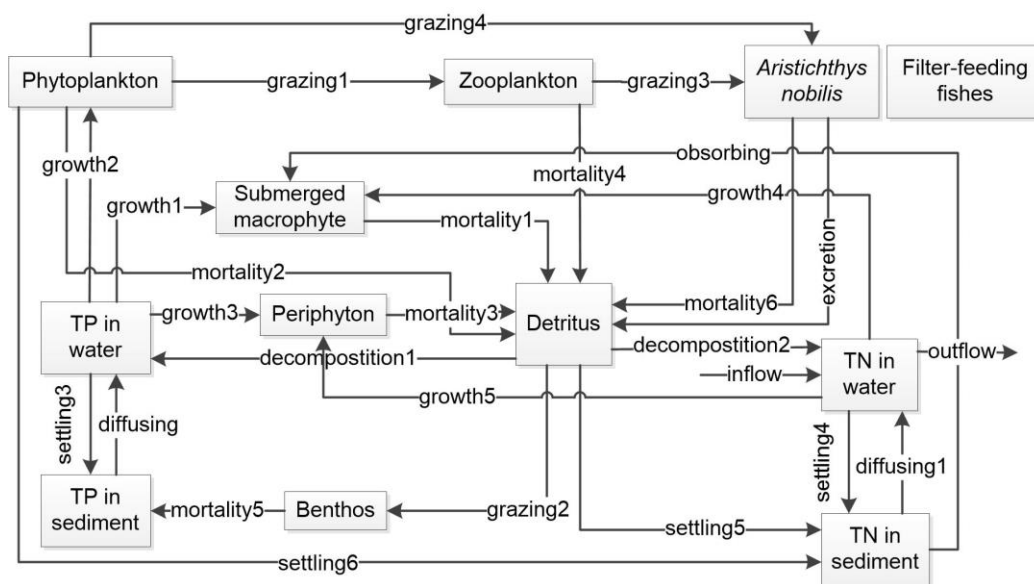 grazing4
Phytoplankton
grazing1
Zooplankton
grazing3
Aristichthys
nobilis
Filter-feeding
fishes
growth2
obsorbing
mortality4
growth1
Submerged
macrophyte
growth4
mortality1
excretion
mortality2
TP in
water
growth3
Periphyton
mortality3
Detritus
mortality6
decompostition1
decompostition2
TN in
water
outflow
inflow
growth5
settling3
diffusing
settling4
diffusing1
TP in
sediment
mortality5
Benthos
grazing2
settling5
TN in
sediment
settling6